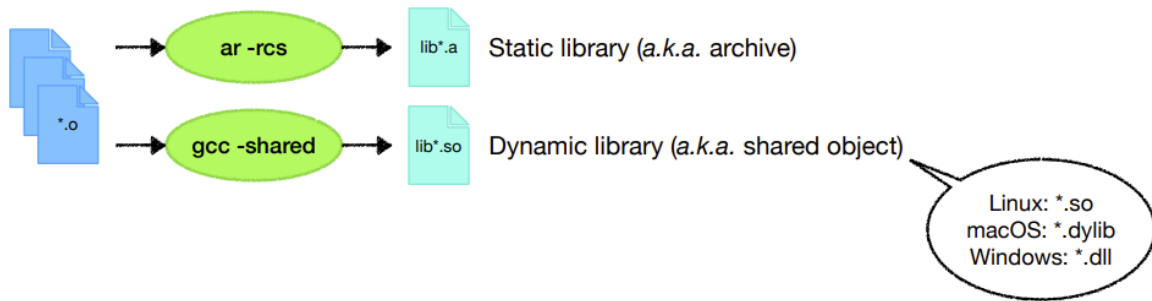 *.o
ar -rcs
lib*.a
Static library (a.k.a. archive)
gcc -shared
lib*.so
Dynamic library (a.k.a. shared object)
Linux: *.so
macOS: *.dylib
Windows: *.dll